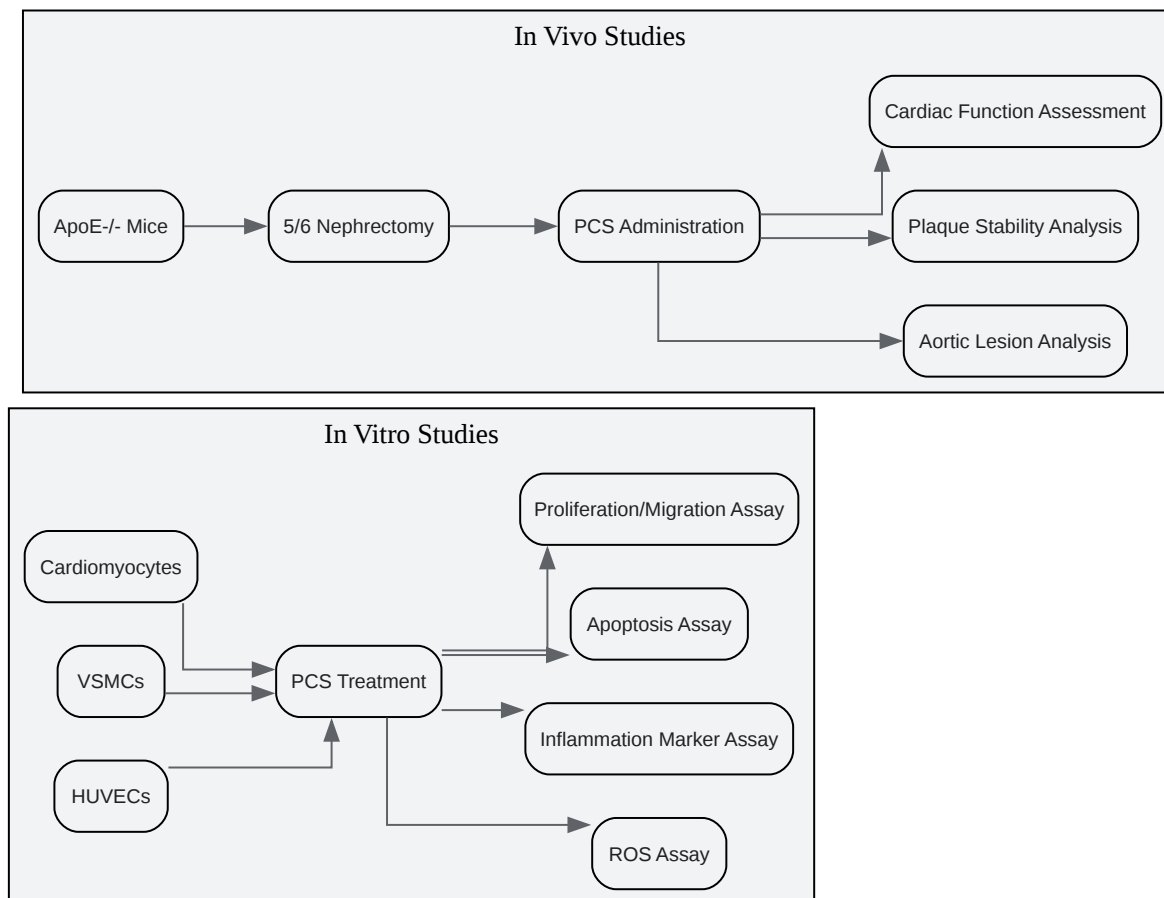 In Vivo Studies
Cardiac Function Assessment
ApoE-/- Mice
5/6 Nephrectomy
PCS Administration
Plaque Stability Analysis
Aortic Lesion Analysis
In Vitro Studies
Proliferation/Migration Assay
Cardiomyocytes
Apoptosis Assay
VSMCs
PCS Treatment
Inflammation Marker Assay
HUVECs
ROS Assay